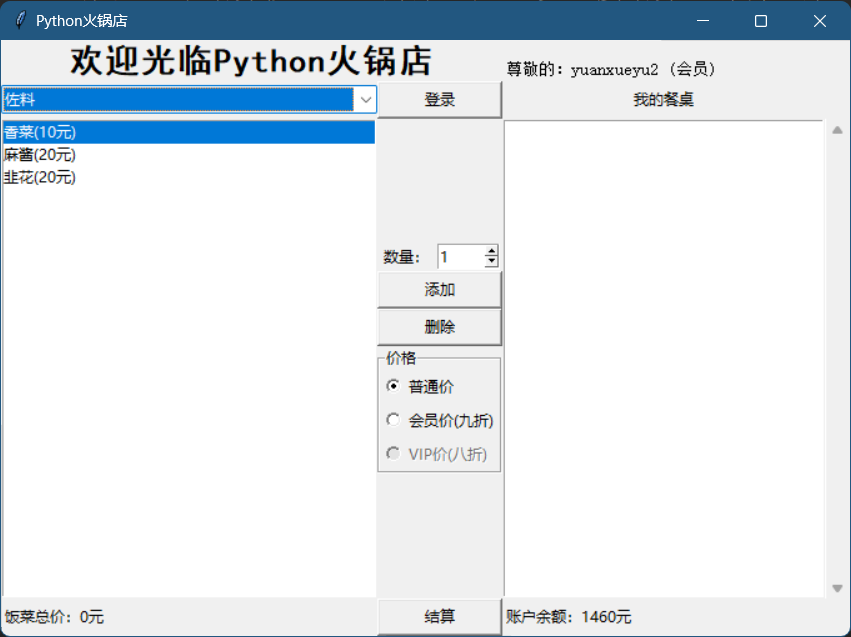 Python火锅店
欢迎光临Python火锅店
尊敬的：yuanxueyu2（会员）
佐料
登录
我的餐桌
香菜(10元)
麻酱(20元)
韭花(20元)
数量：
1
添加
删除
价格
普通价
会员价(九折)
VIP价(八折)
饭菜总价：0元
结算
账户余额：1460元